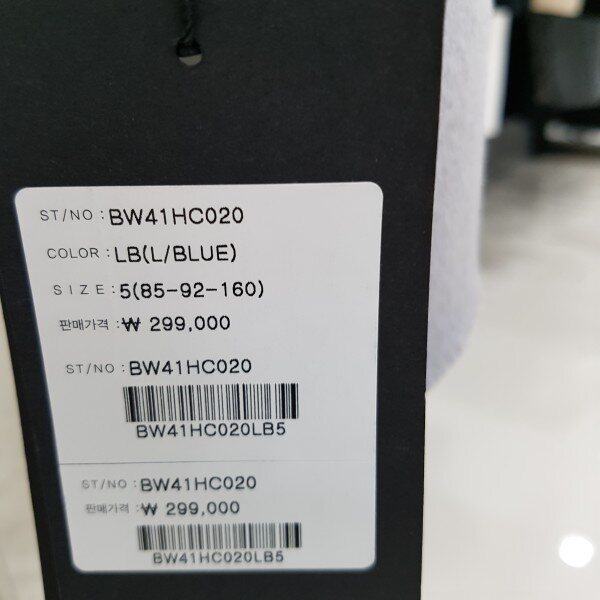 ST/NO : BW41HC020
COLOR : LB(L/BLUE)
SIZE : 5(85-92-160)
판매가격 : ₩ 299,000
ST/NO : BW41HC020
BW41HC020LB5
ST/NO : BW41HC020
판매가격 : ₩ 299,000
BW41HC020LB5